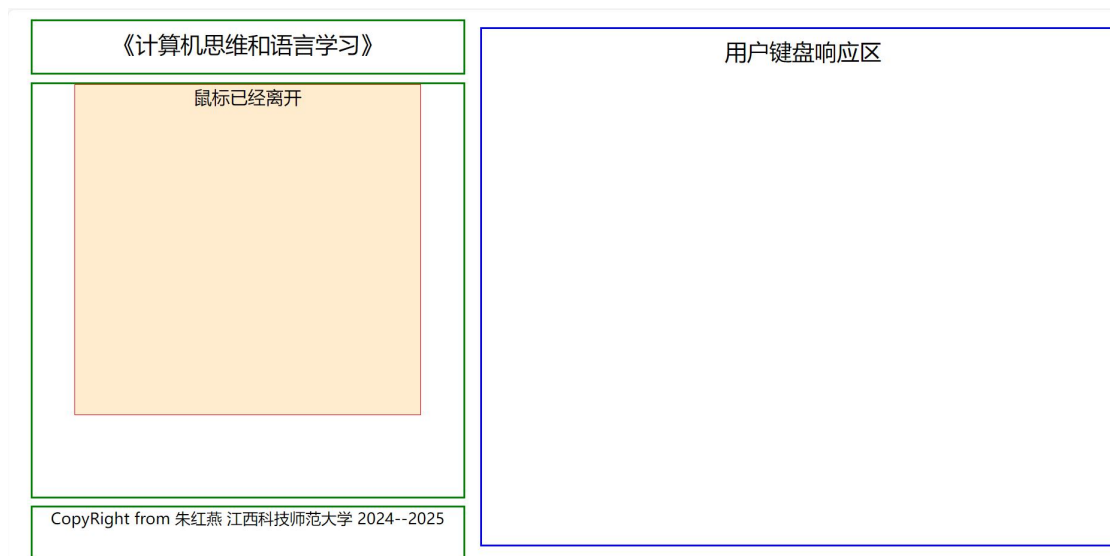 《计算机思维和语言学习》
鼠标已经离开
CopyRight from 朱红燕 江西科技师范大学 2024--2025
用户键盘响应区